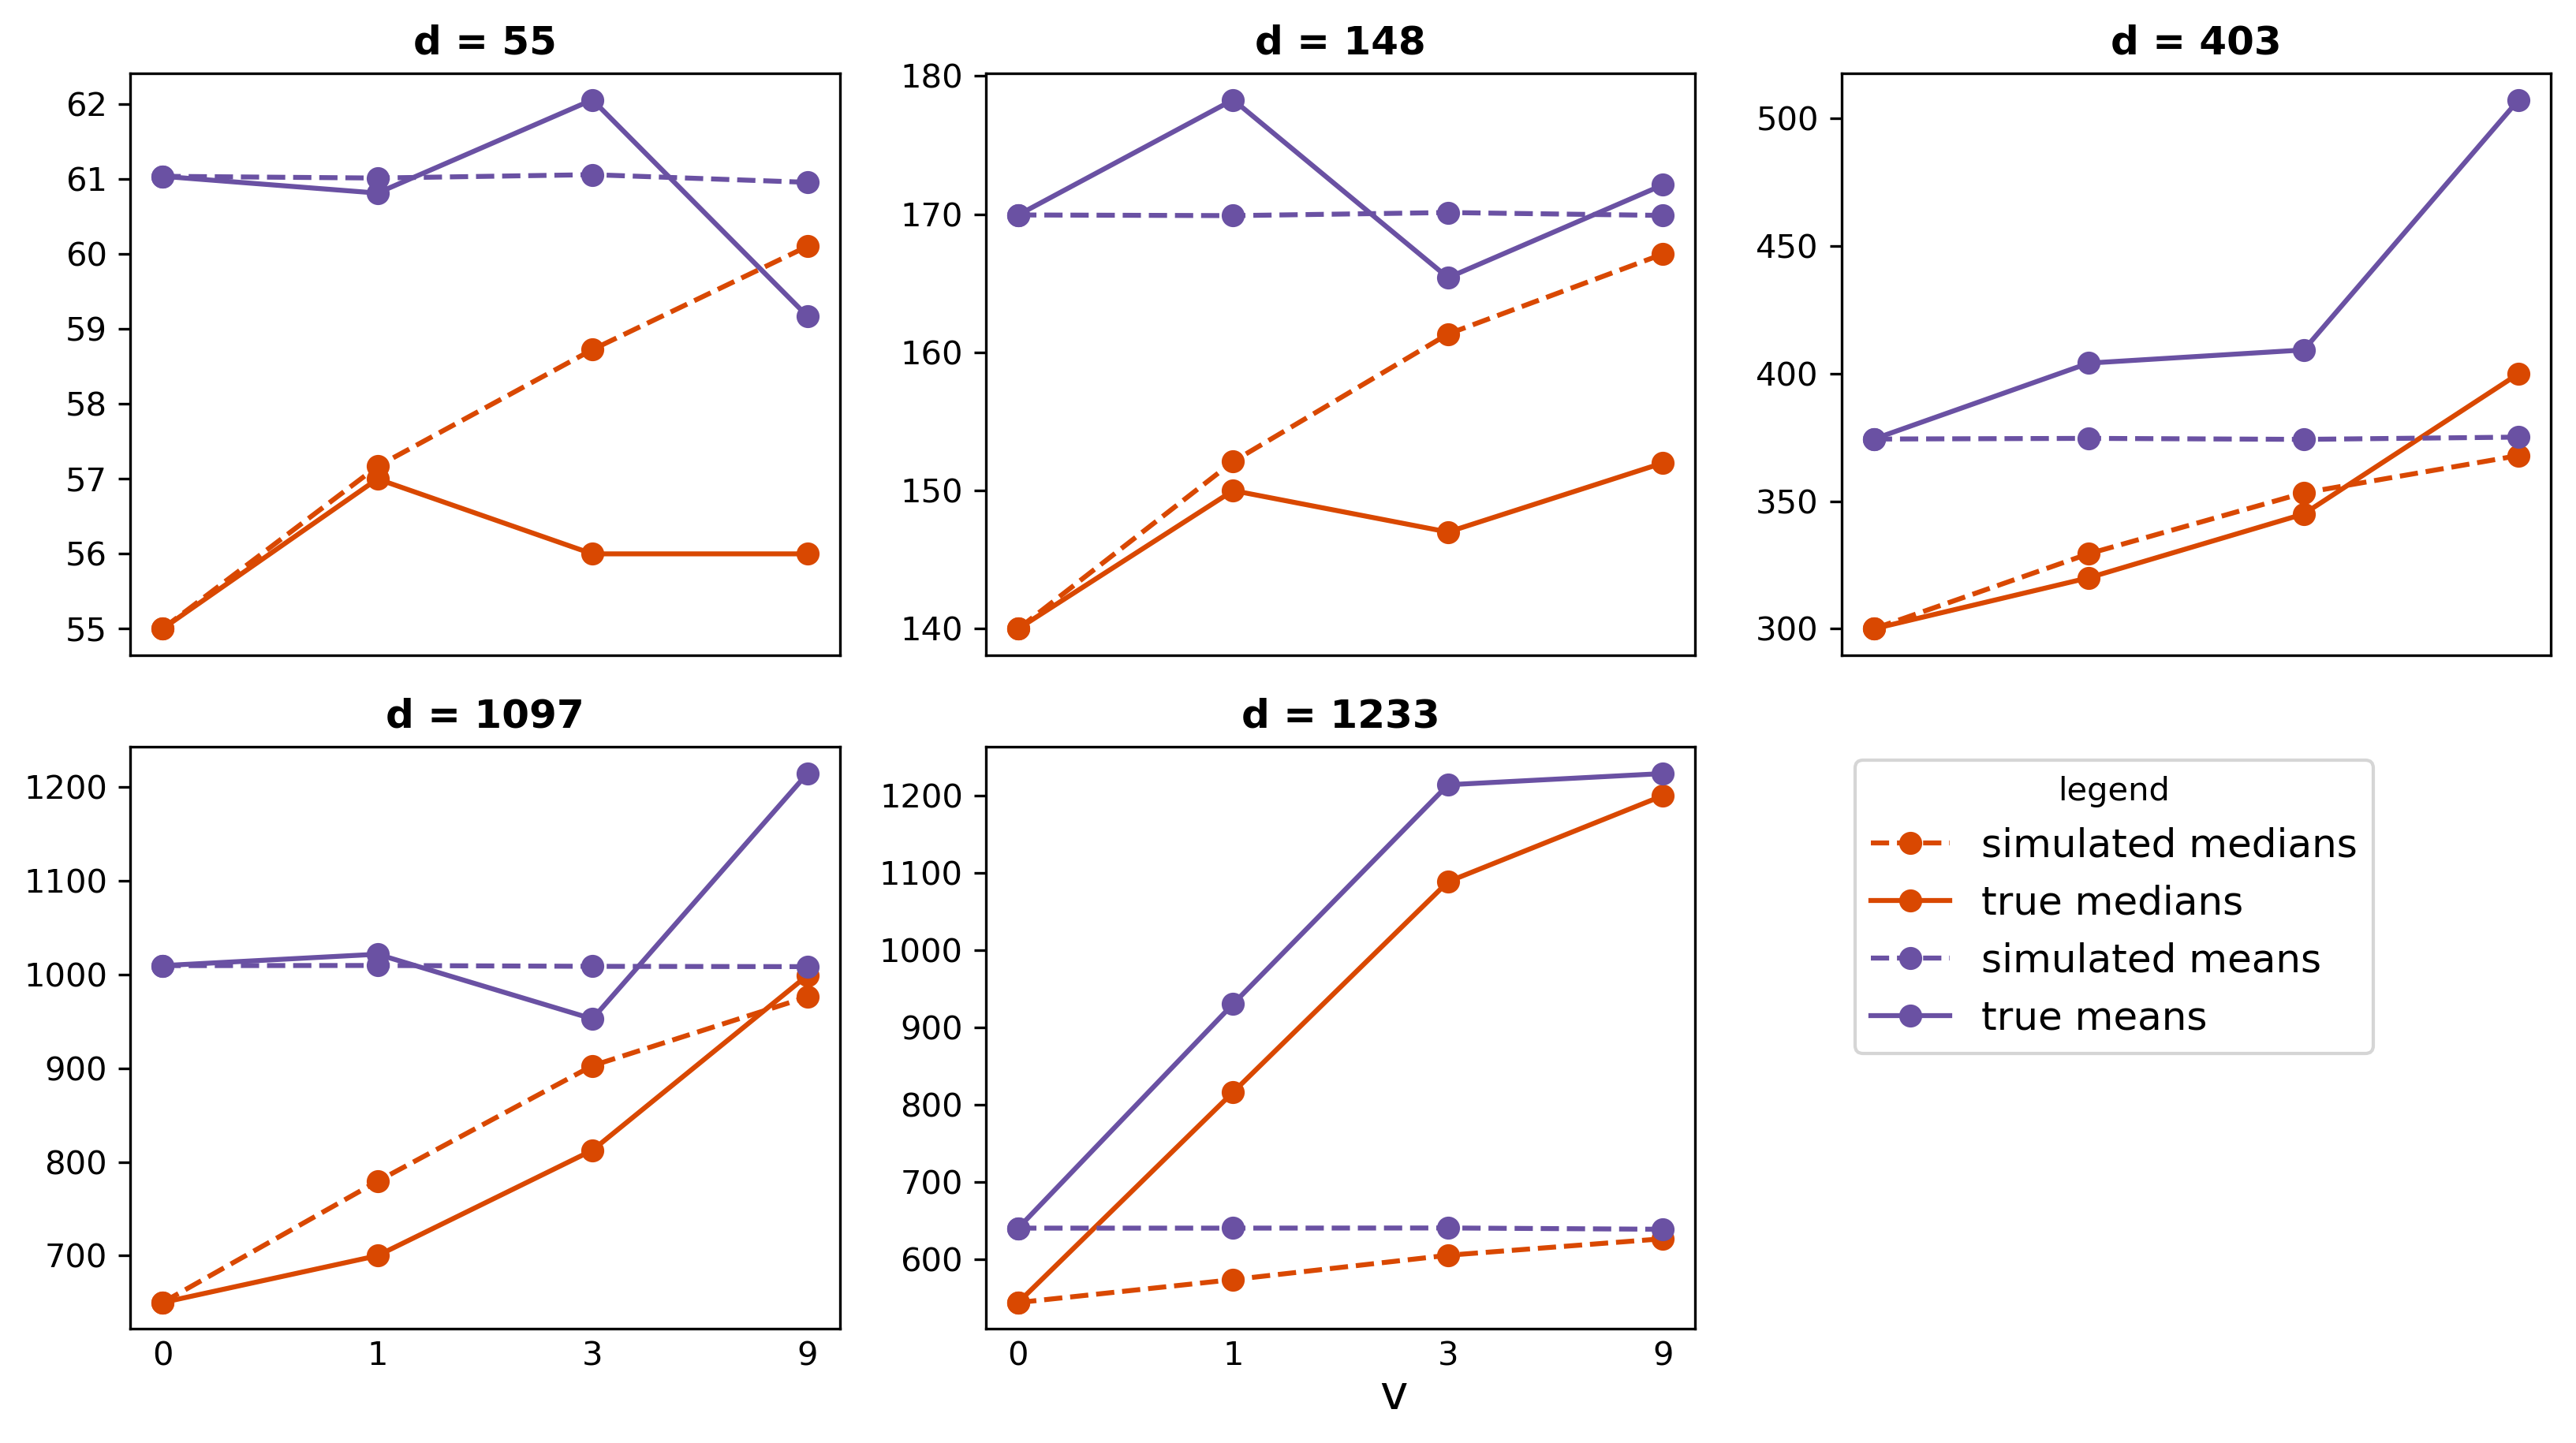 d = 55
62
61
60
59
58
57
56
55
d = 148
180
170
160
150
140
d = 403
500
450
400
350
300
d = 1097
1200
1100
1000
900
800
700
0 1 3 9
d = 1233
1200
1100
1000
900
800
700
600
0 1 3 9
v
legend
simulated medians
true medians
simulated means
true means